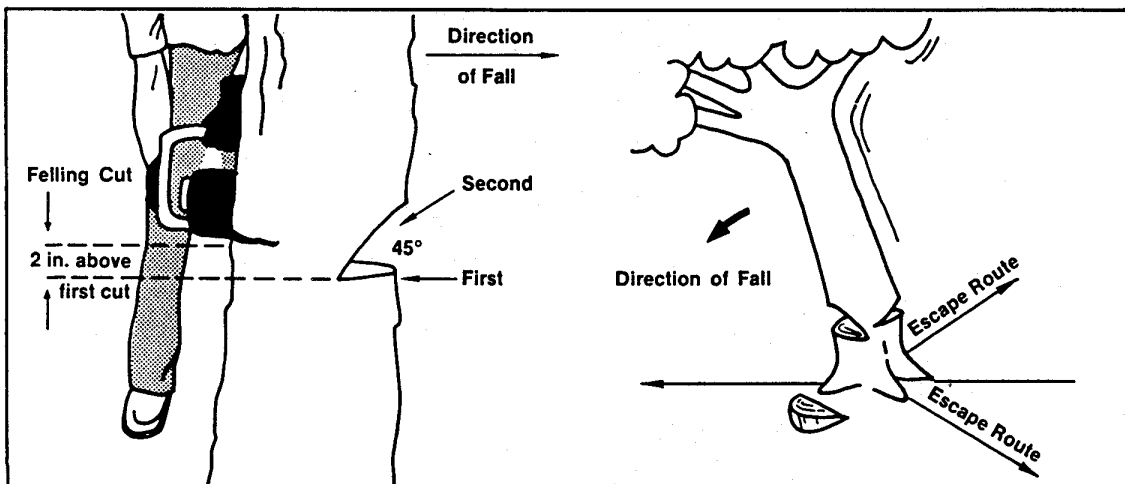 Direction
of Fall
Felling Cut
2 in. above
first cut
Second
45°
First
Direction of Fall
Escape Route
Escape Route